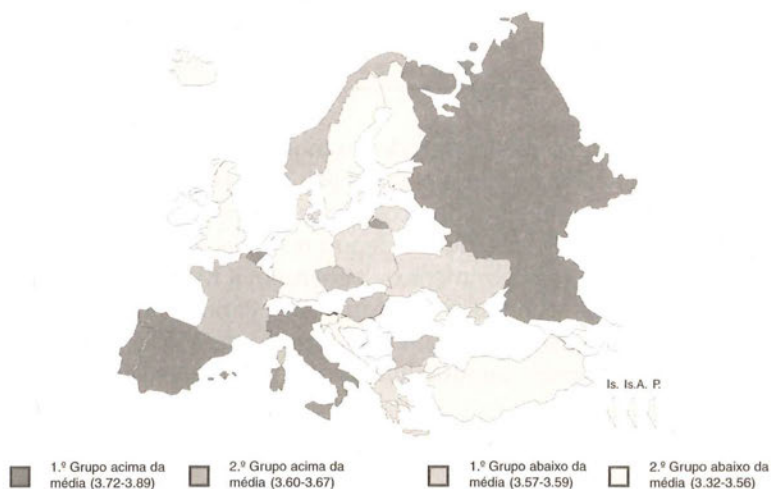 Is. Is.A. P.
1.º Grupo acima da
média (3.72-3.89)
2.º Grupo acima da
média (3.60-3.67)
1.º Grupo abaixo da
média (3.57-3.59)
2.º Grupo abaixo da
média (3.32-3.56)